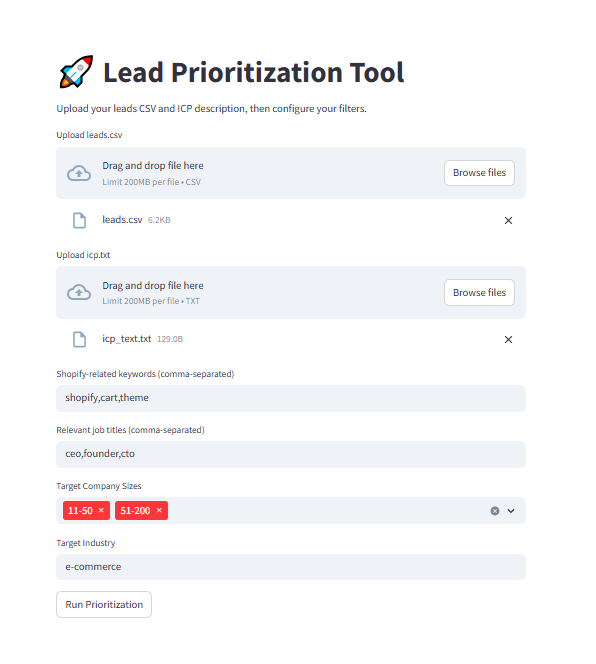 Lead Prioritization Tool
Upload your leads CSV and ICP description, then configure your filters.
Upload leads.csv
Drag and drop file here
Limit 200MB per file • CSV
Browse files
leads.csv 6.2KB
Upload icp.txt
Drag and drop file here
Limit 200MB per file • TXT
Browse files
icp_text.txt 129.0B
Shopify-related keywords (comma-separated)
shopify,cart,theme
Relevant job titles (comma-separated)
ceo,founder,cto
Target Company Sizes
11-50 × 51-200 ×
Target Industry
e-commerce
Run Prioritization